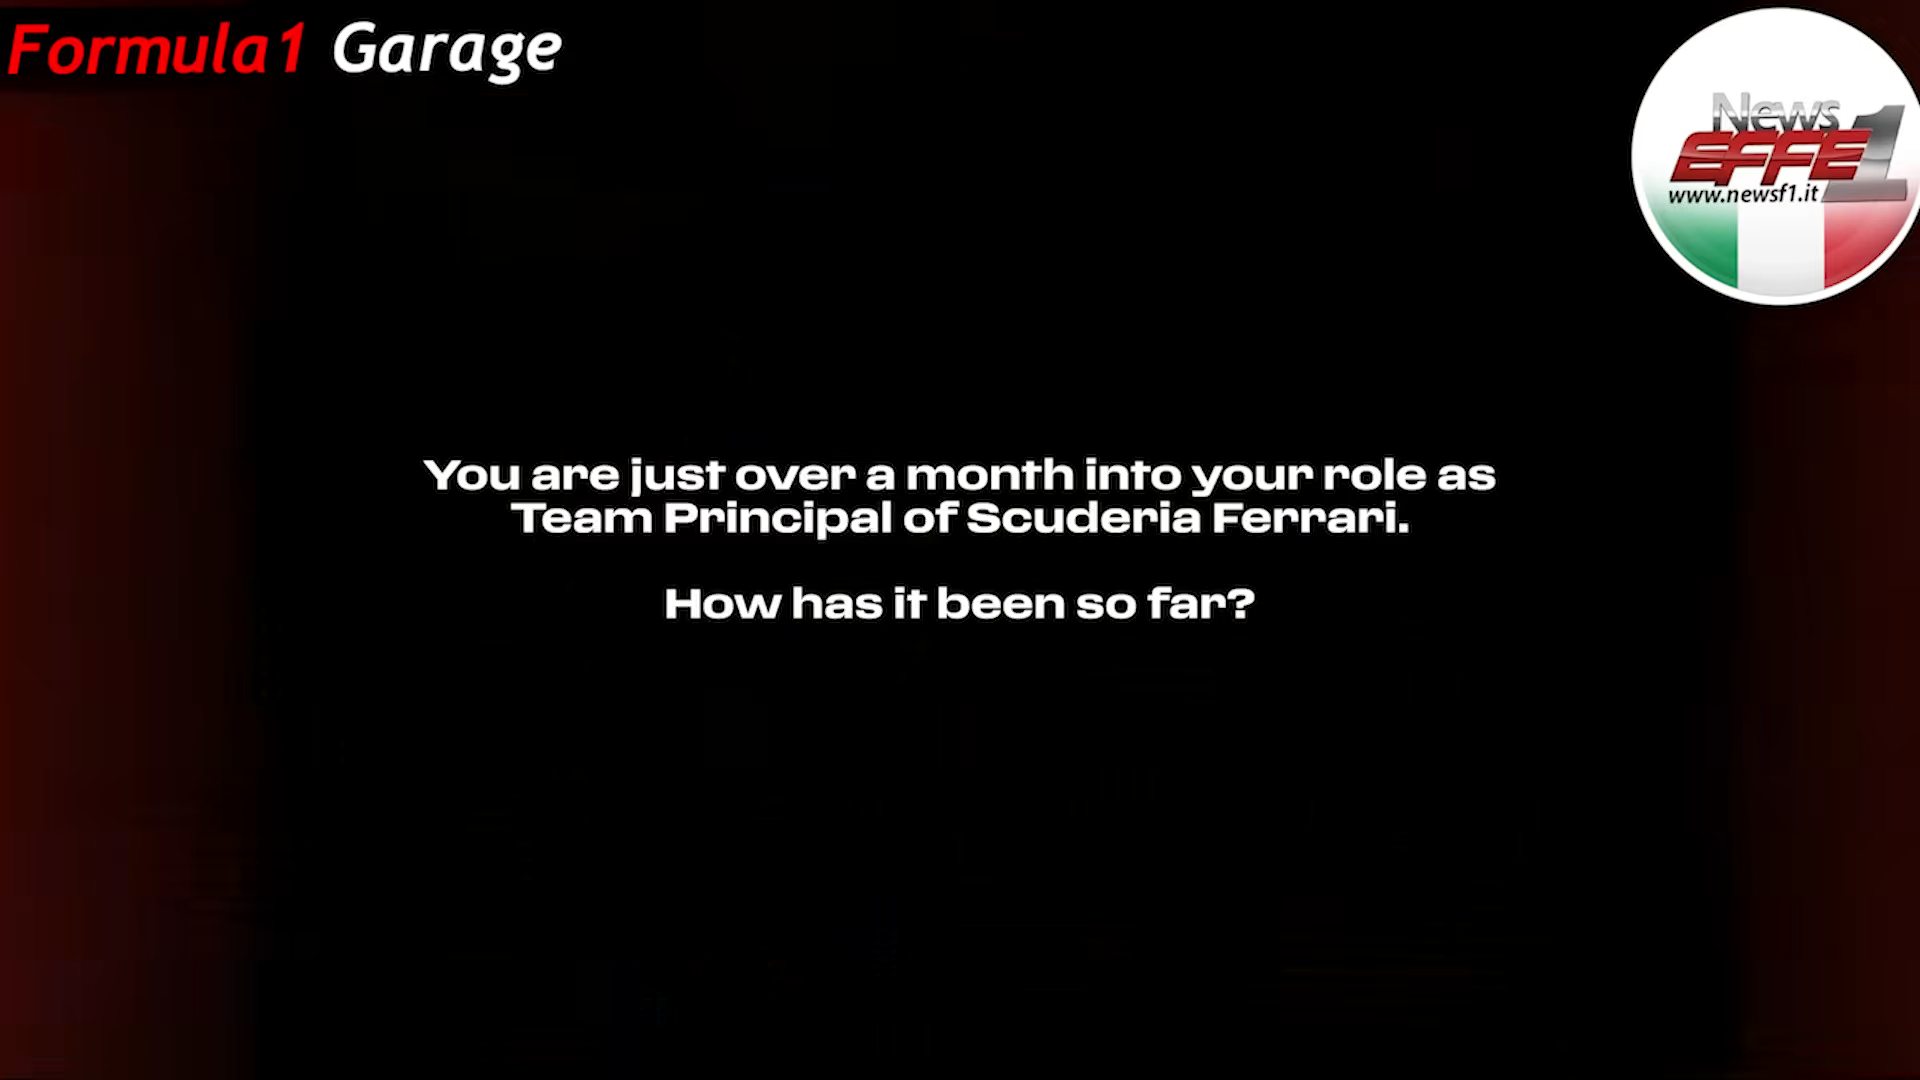 Formula1 Garage
News
EFFE1
www.newsf1.it
You are just over a month into your role as
Team Principal of Scuderia Ferrari.
How has it been so far?